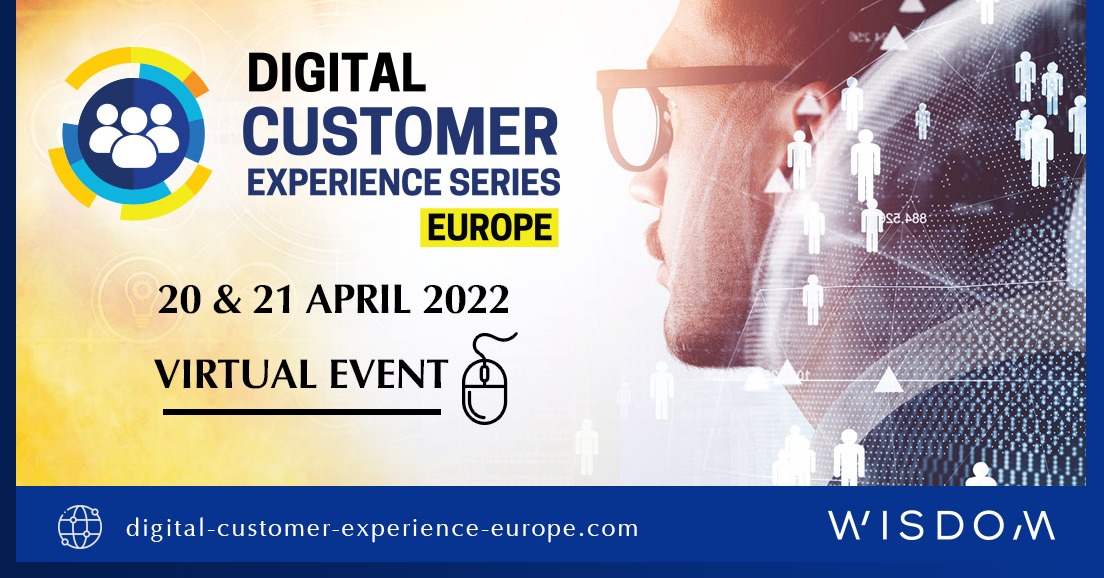 DIGITAL
CUSTOMER
EXPERIENCE SERIES
EUROPE
20 & 21 APRIL 2022
VIRTUAL EVENT
digital-customer-experience-europe.com
WISDOM